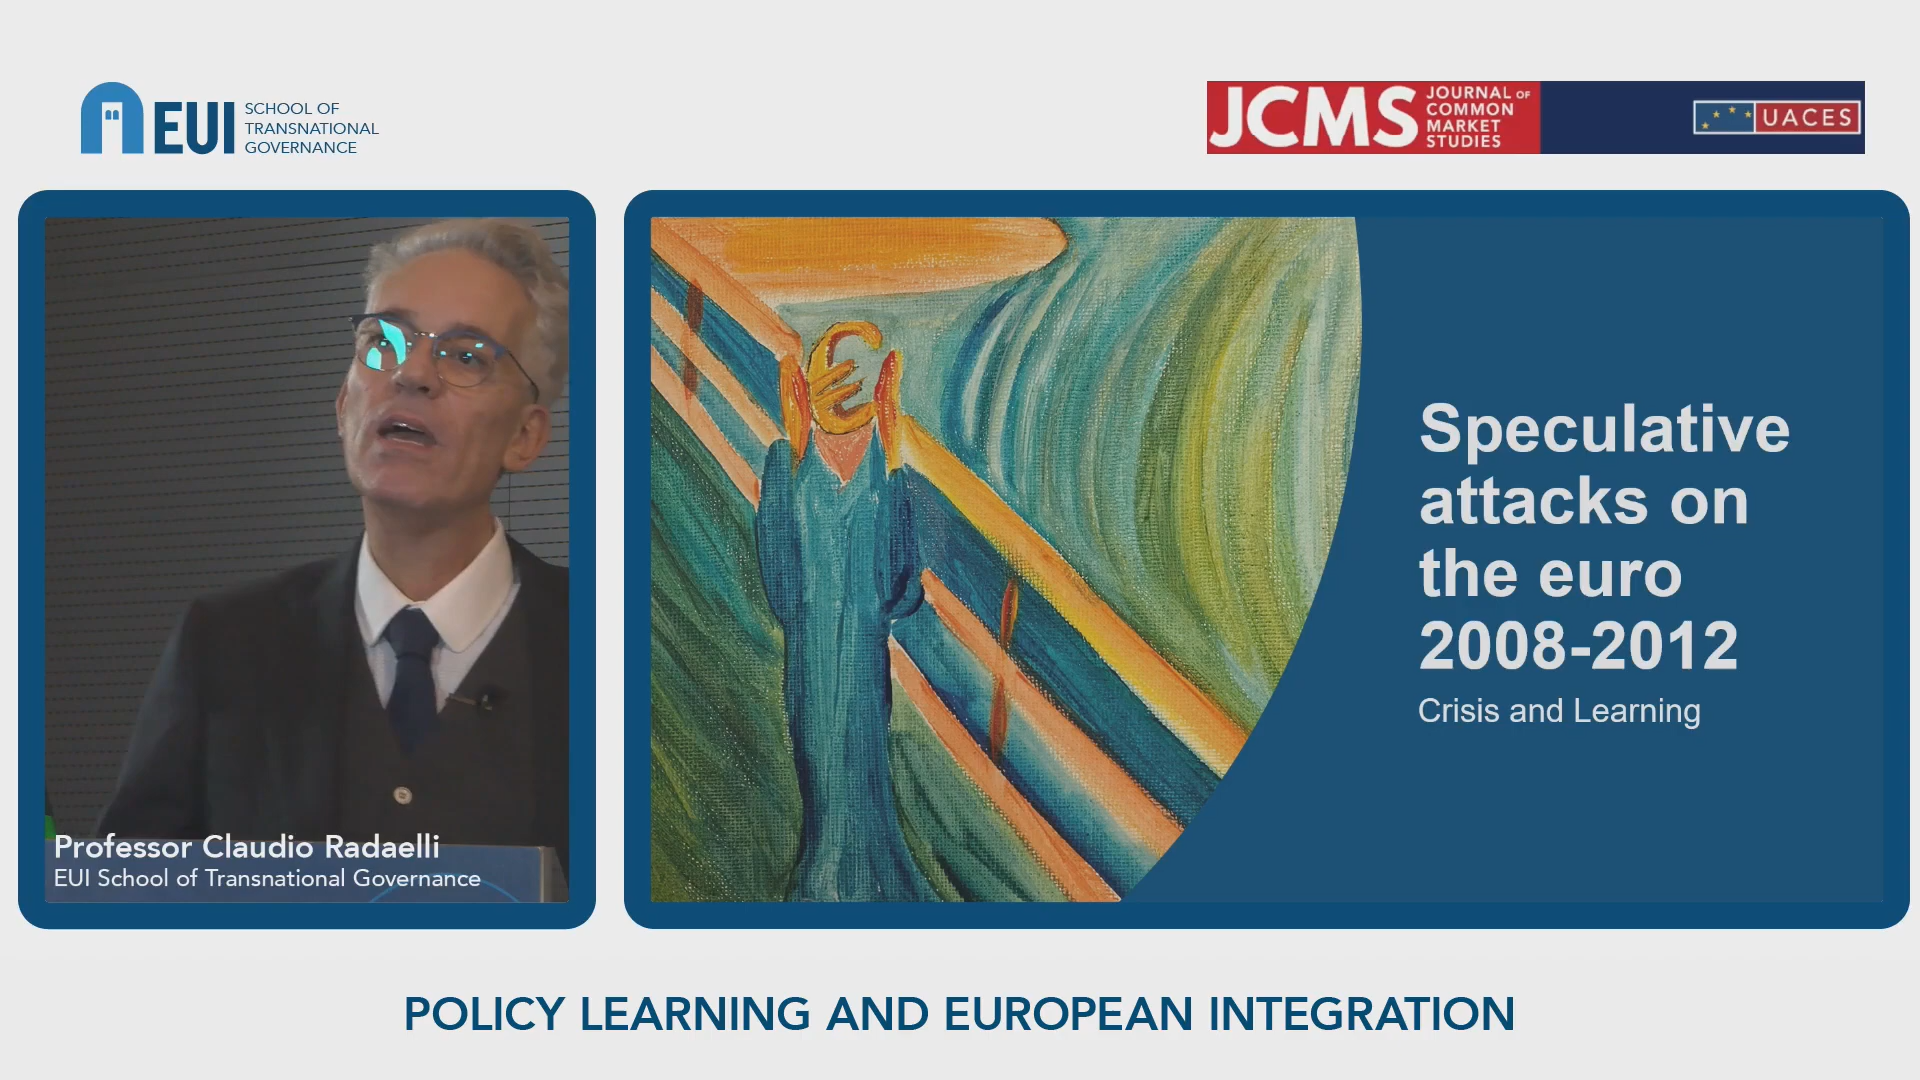 EUI
SCHOOL OF
TRANSNATIONAL
GOVERNANCE
JCMS
JOURNAL OF
COMMON
MARKET
STUDIES
UACES
€
Speculative
attacks on
the euro
2008-2012
Crisis and Learning
Professor Claudio Radaelli
EUI School of Transnational Governance
POLICY LEARNING AND EUROPEAN INTEGRATION